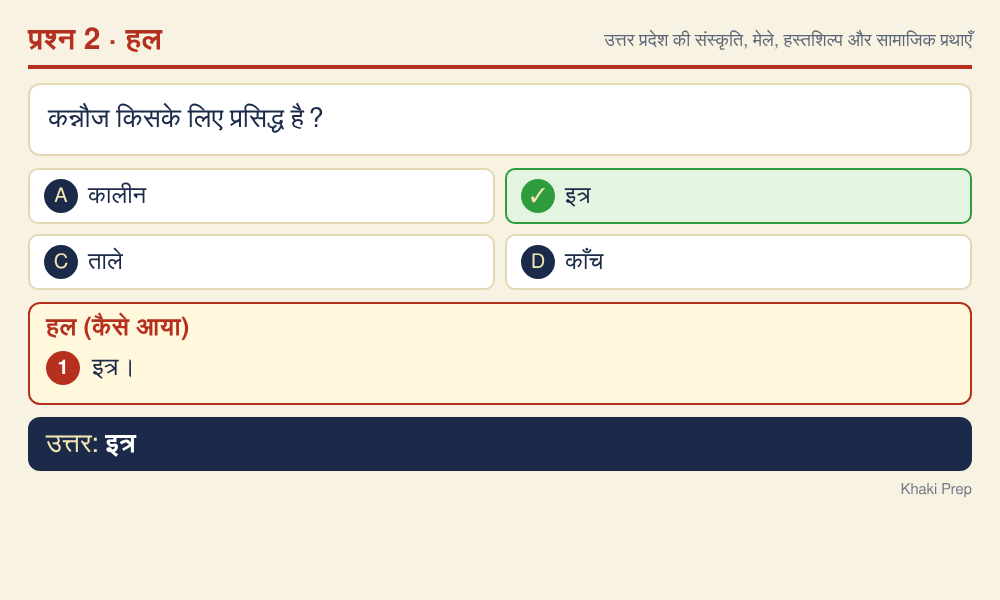 प्रश्न 2 · हल
उत्तर प्रदेश की संस्कृति, मेले, हस्तशिल्प और सामाजिक प्रथाएँ
कन्नौज किसके लिए प्रसिद्ध है ?
A कालीन
✓ इत्र
C ताले
D काँच
हल (कैसे आया)
1 इत्र।
उत्तर: इत्र
Khaki Prep